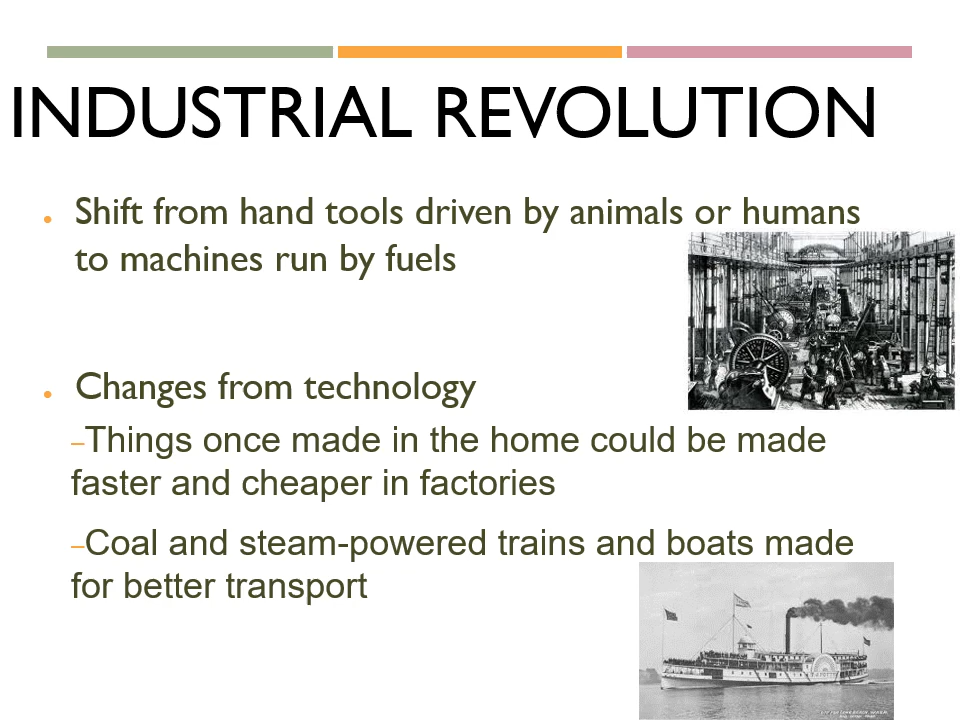 INDUSTRIAL REVOLUTION
• Shift from hand tools driven by animals or humans
to machines run by fuels
• Changes from technology
–Things once made in the home could be made
faster and cheaper in factories
–Coal and steam-powered trains and boats made
for better transport